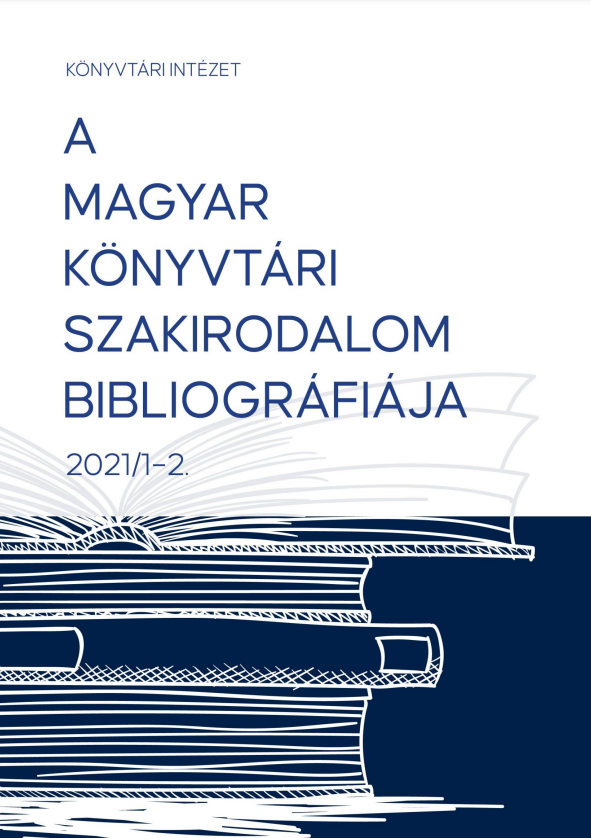 KÖNYVTÁRI INTÉZET
A
MAGYAR
KÖNYVTÁRI
SZAKIRODALOM
BIBLIOGRÁFIÁJA
2021/1-2.